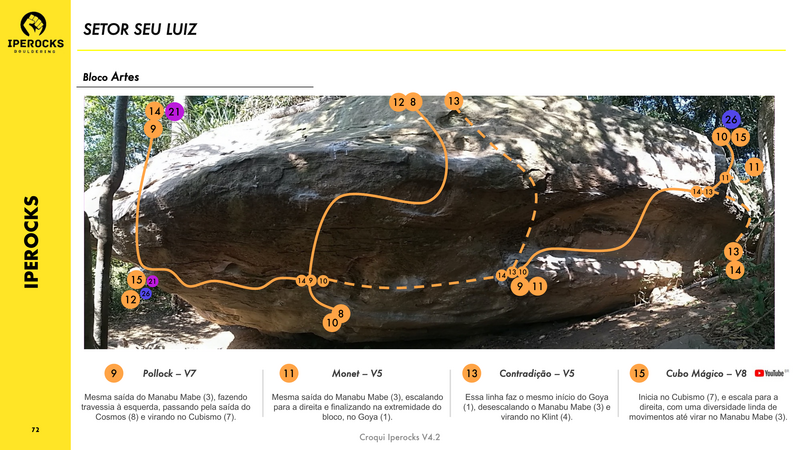 IPEROCKS
BOULDERING
SETOR SEU LUIZ
Bloco Artes
14 21
9
12 8
13
26
10 15
11
11
14 13
13
14
15 21
12 26
14 9 10
8
10
14 13 10
9 11
IPEROCKS
9 Pollock – V7
Mesma saída do Manabu Mabe (3), fazendo
travessia à esquerda, passando pela saída do
Cosmos (8) e virando no Cubismo (7).
11 Monet – V5
Mesma saída do Manabu Mabe (3), escalando
para a direita e finalizando na extremidade do
bloco, no Goya (1).
13 Contradição – V5
Essa linha faz o mesmo início do Goya
(1), desescalando o Manabu Mabe (3) e
virando no Klint (4).
15 Cubo Mágico – V8 YouTube
Inicia no Cubismo (7), e escala para a
direita, com uma diversidade linda de
movimentos até virar no Manabu Mabe (3).
72
Croqui Iperocks V4.2